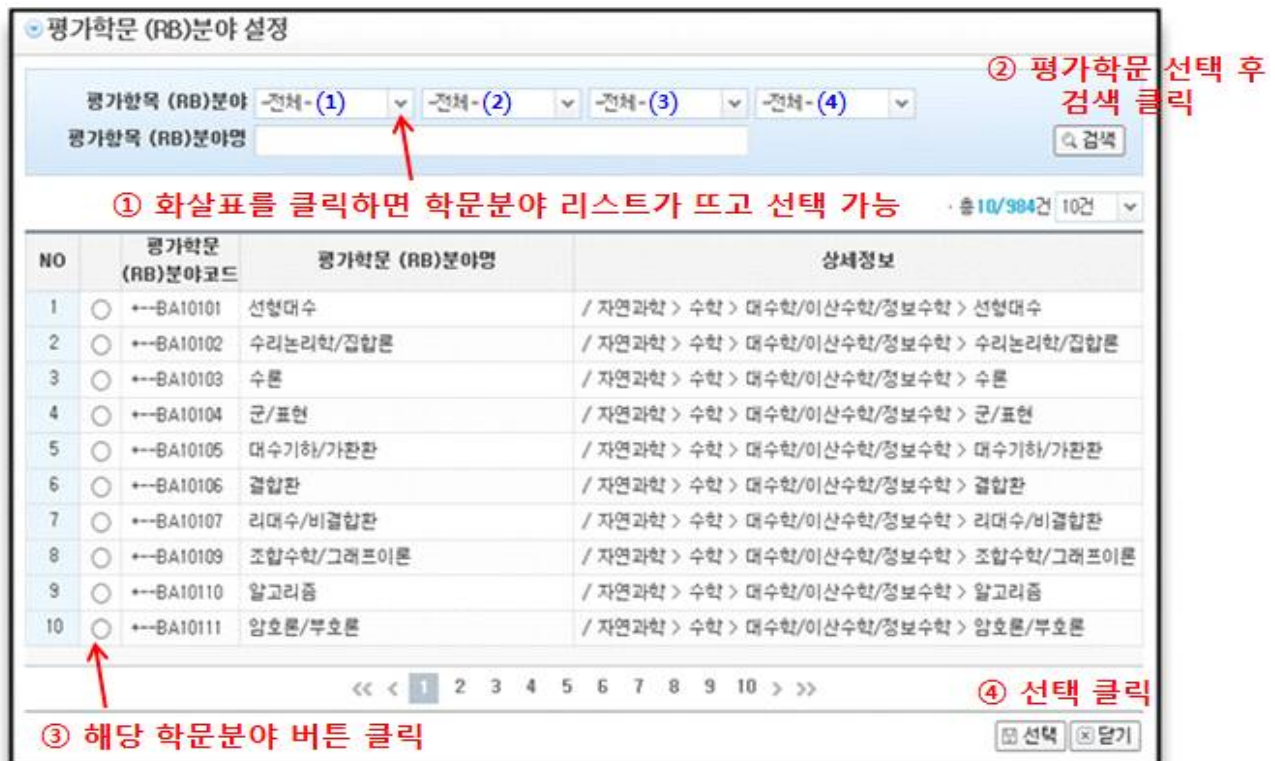 평가학문 (RB)분야 설정
② 평가학문 선택 후
검색 클릭
평가항목 (RB)분야 -전체- (1) -전체- (2) -전체- (3) -전체- (4)
평가항목 (RB)분야명 검색
① 화살표를 클릭하면 학문분야 리스트가 뜨고 선택 가능 · 총10/984건 10건
NO 평가학문 (RB)분야코드 평가학문 (RB)분야명 상세정보
1 BA10101 선형대수 / 자연과학 > 수학 > 대수학/이산수학/정보수학 > 선형대수
2 BA10102 수리논리학/집합론 / 자연과학 > 수학 > 대수학/이산수학/정보수학 > 수리논리학/집합론
3 BA10103 수론 / 자연과학 > 수학 > 대수학/이산수학/정보수학 > 수론
4 BA10104 군/표현 / 자연과학 > 수학 > 대수학/이산수학/정보수학 > 군/표현
5 BA10105 대수기하/가환환 / 자연과학 > 수학 > 대수학/이산수학/정보수학 > 대수기하/가환환
6 BA10106 결합환 / 자연과학 > 수학 > 대수학/이산수학/정보수학 > 결합환
7 BA10107 리대수/비결합환 / 자연과학 > 수학 > 대수학/이산수학/정보수학 > 리대수/비결합환
8 BA10109 조합수학/그래프이론 / 자연과학 > 수학 > 대수학/이산수학/정보수학 > 조합수학/그래프이론
9 BA10110 알고리즘 / 자연과학 > 수학 > 대수학/이산수학/정보수학 > 알고리즘
10 BA10111 암호론/부호론 / 자연과학 > 수학 > 대수학/이산수학/정보수학 > 암호론/부호론
<< < 1 2 3 4 5 6 7 8 9 10 > >>
④ 선택 클릭
③ 해당 학문분야 버튼 클릭
선택 닫기